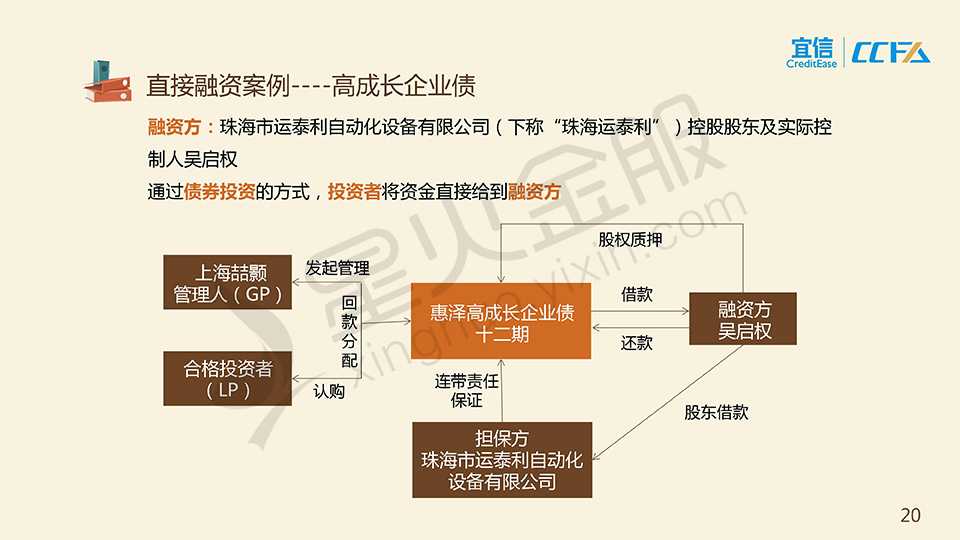 宜信
CreditEase
CCFA
直接融资案例----高成长企业债
融资方：珠海市运泰利自动化设备有限公司（下称“珠海运泰利”）控股股东及实际控
制人吴启权
通过债券投资的方式，投资者将资金直接给到融资方
股权质押
上海喆颢
管理人（GP）
发起管理
回
款
分
配
惠泽高成长企业债
十二期
借款
还款
融资方
吴启权
合格投资者
（LP）
认购
连带责任
保证
股东借款
担保方
珠海市运泰利自动化
设备有限公司
星火金服
xinghuo.yixin.com
20